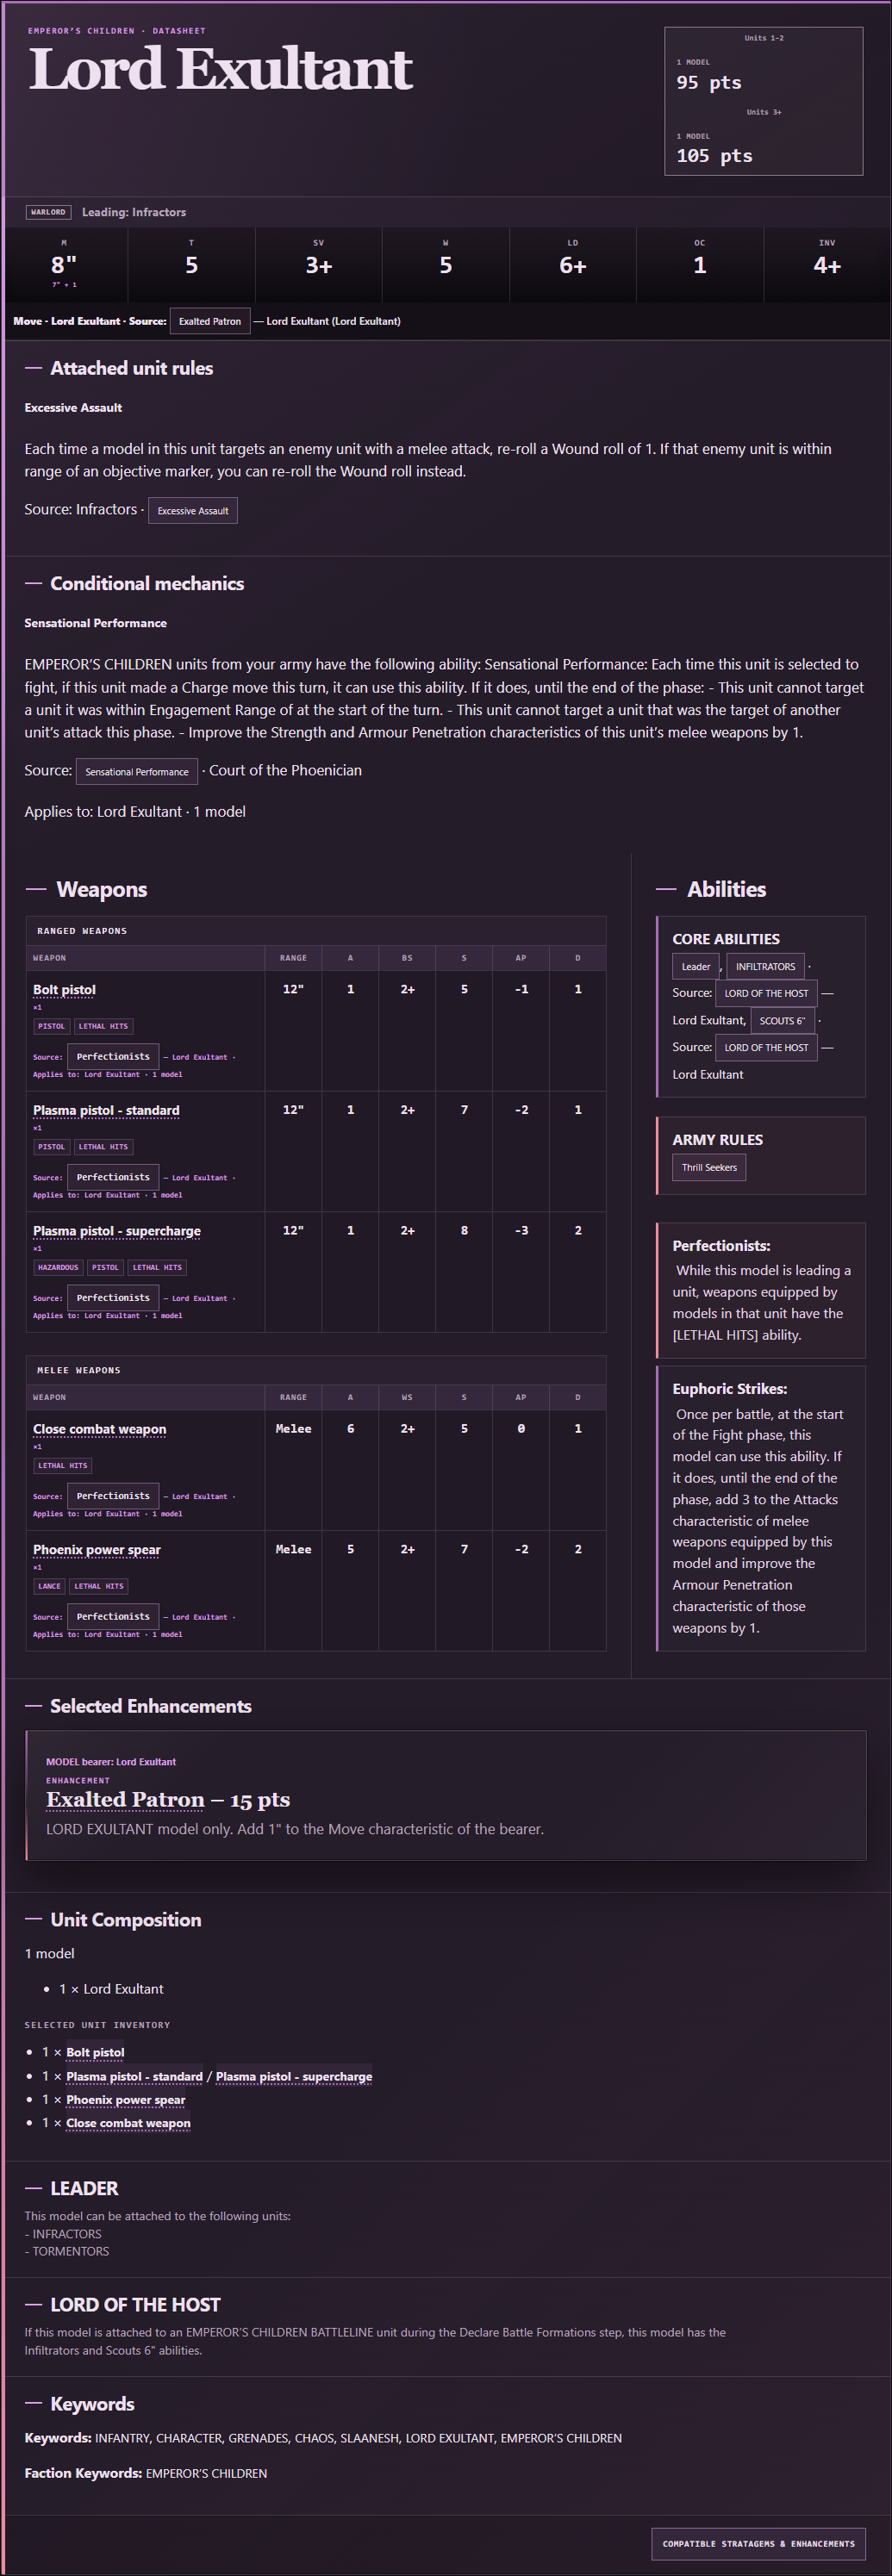 EMPEROR'S CHILDREN · DATASHEET
Lord Exultant
Units 1-2
1 MODEL
95 pts
Units 3+
1 MODEL
105 pts
WARLORD Leading: Infractors
M T SV W LD OC INV
8" 5 3+ 5 6+ 1 4+
7" + 1
Move · Lord Exultant · Source: Exalted Patron — Lord Exultant (Lord Exultant)
— Attached unit rules
Excessive Assault
Each time a model in this unit targets an enemy unit with a melee attack, re-roll a Wound roll of 1. If that enemy unit is within
range of an objective marker, you can re-roll the Wound roll instead.
Source: Infractors · Excessive Assault
— Conditional mechanics
Sensational Performance
EMPEROR'S CHILDREN units from your army have the following ability: Sensational Performance: Each time this unit is selected to
fight, if this unit made a Charge move this turn, it can use this ability. If it does, until the end of the phase: - This unit cannot target
a unit it was within Engagement Range of at the start of the turn. - This unit cannot target a unit that was the target of another
unit's attack this phase. - Improve the Strength and Armour Penetration characteristics of this unit's melee weapons by 1.
Source: Sensational Performance · Court of the Phoenician
Applies to: Lord Exultant · 1 model
— Weapons
RANGED WEAPONS
WEAPON RANGE A BS S AP D
Bolt pistol 12" 1 2+ 5 -1 1
×1
PISTOL LETHAL HITS
Source: Perfectionists — Lord Exultant ·
Applies to: Lord Exultant · 1 model
Plasma pistol - standard 12" 1 2+ 7 -2 1
×1
PISTOL LETHAL HITS
Source: Perfectionists — Lord Exultant ·
Applies to: Lord Exultant · 1 model
Plasma pistol - supercharge 12" 1 2+ 8 -3 2
×1
HAZARDOUS PISTOL LETHAL HITS
Source: Perfectionists — Lord Exultant ·
Applies to: Lord Exultant · 1 model
MELEE WEAPONS
WEAPON RANGE A WS S AP D
Close combat weapon Melee 6 2+ 5 0 1
×1
LETHAL HITS
Source: Perfectionists — Lord Exultant ·
Applies to: Lord Exultant · 1 model
Phoenix power spear Melee 5 2+ 7 -2 2
×1
LANCE LETHAL HITS
Source: Perfectionists — Lord Exultant ·
Applies to: Lord Exultant · 1 model
— Abilities
CORE ABILITIES
Leader, INFILTRATORS ·
Source: LORD OF THE HOST —
Lord Exultant, SCOUTS 6" ·
Source: LORD OF THE HOST —
Lord Exultant
ARMY RULES
Thrill Seekers
Perfectionists:
While this model is leading a
unit, weapons equipped by
models in that unit have the
[LETHAL HITS] ability.
Euphoric Strikes:
Once per battle, at the start
of the Fight phase, this
model can use this ability. If
it does, until the end of the
phase, add 3 to the Attacks
characteristic of melee
weapons equipped by this
model and improve the
Armour Penetration
characteristic of those
weapons by 1.
— Selected Enhancements
MODEL bearer: Lord Exultant
ENHANCEMENT
Exalted Patron — 15 pts
LORD EXULTANT model only. Add 1" to the Move characteristic of the bearer.
— Unit Composition
1 model
• 1 × Lord Exultant
SELECTED UNIT INVENTORY
• 1 × Bolt pistol
• 1 × Plasma pistol - standard / Plasma pistol - supercharge
• 1 × Phoenix power spear
• 1 × Close combat weapon
— LEADER
This model can be attached to the following units:
- INFRACTORS
- TORMENTORS
— LORD OF THE HOST
If this model is attached to an EMPEROR'S CHILDREN BATTLELINE unit during the Declare Battle Formations step, this model has the
Infiltrators and Scouts 6" abilities.
— Keywords
Keywords: INFANTRY, CHARACTER, GRENADES, CHAOS, SLAANESH, LORD EXULTANT, EMPEROR'S CHILDREN
Faction Keywords: EMPEROR'S CHILDREN
COMPATIBLE STRATAGEMS & ENHANCEMENTS